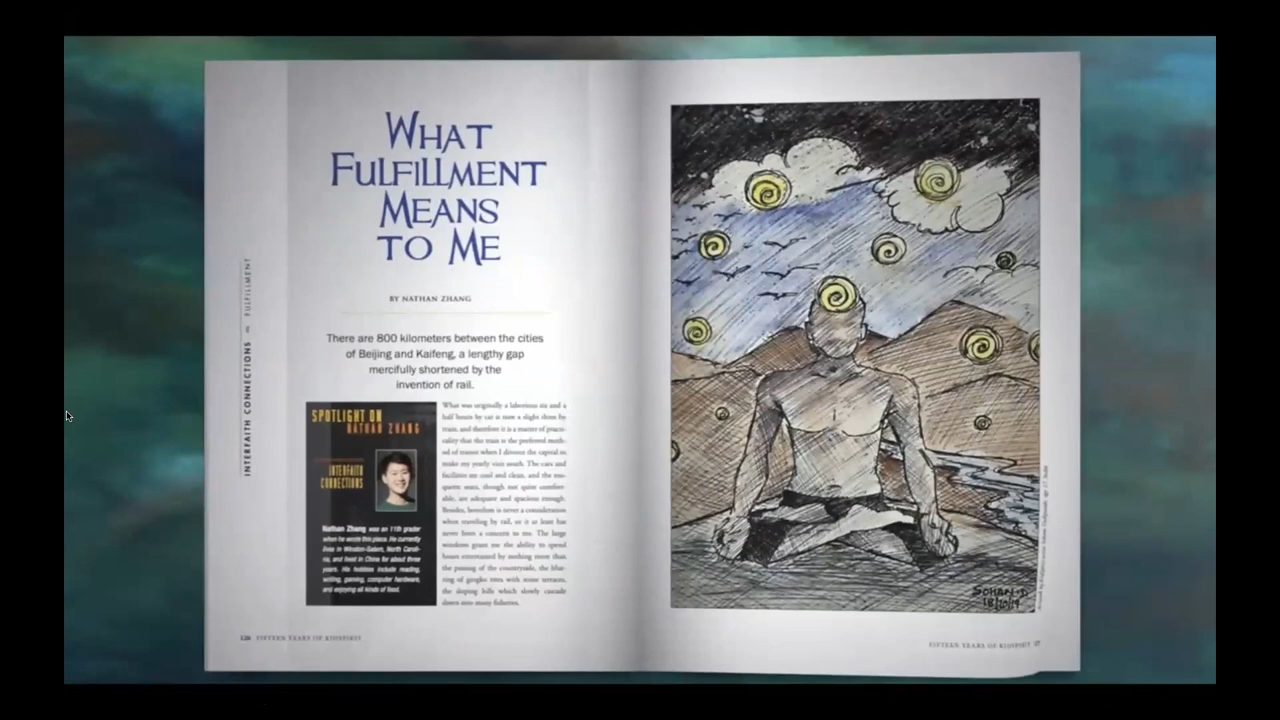 WHAT
FULFILLMENT
MEANS
TO ME
BY NATHAN ZHANG
There are 800 kilometers between the cities
of Beijing and Kaifeng, a lengthy gap
mercifully shortened by the
invention of rail.
INTERFAITH CONNECTIONS FULFILLMENT
SPOTLIGHT ON
NATHAN ZHANG
INTERFAITH
CONNECTIONS
Nathan Zhang was an 11th grader
when he wrote this piece. He currently
lives in Winston-Salem, North Caroli-
na, and lived in China for about three
years. His hobbies include reading,
writing, gaming, computer hardware,
and enjoying all kinds of food.
What was originally a laborious six and a
half hours by car is now a slight three by
train, and therefore it is a matter of practi-
cality that the train is the preferred meth-
od of transit when I divorce the capital to
make my yearly visit south. The cars and
facilities are cool and clean, and the
seats, though not quite comfort-
able, are adequate and spacious enough.
Besides, boredom is never a consideration
when traveling by rail, or it at least has
never been a concern to me. The large
windows grant me the ability to spend
hours entertained by nothing more than
the passing of the countryside, the blur-
ring of gingko trees with stone terraces,
the sloping hills which slowly cascade
down into many fisheries.
126 FIFTEEN YEARS OF KIDSPIRIT
SOHAN
18/10/19
FIFTEEN YEARS OF KIDSPIRIT